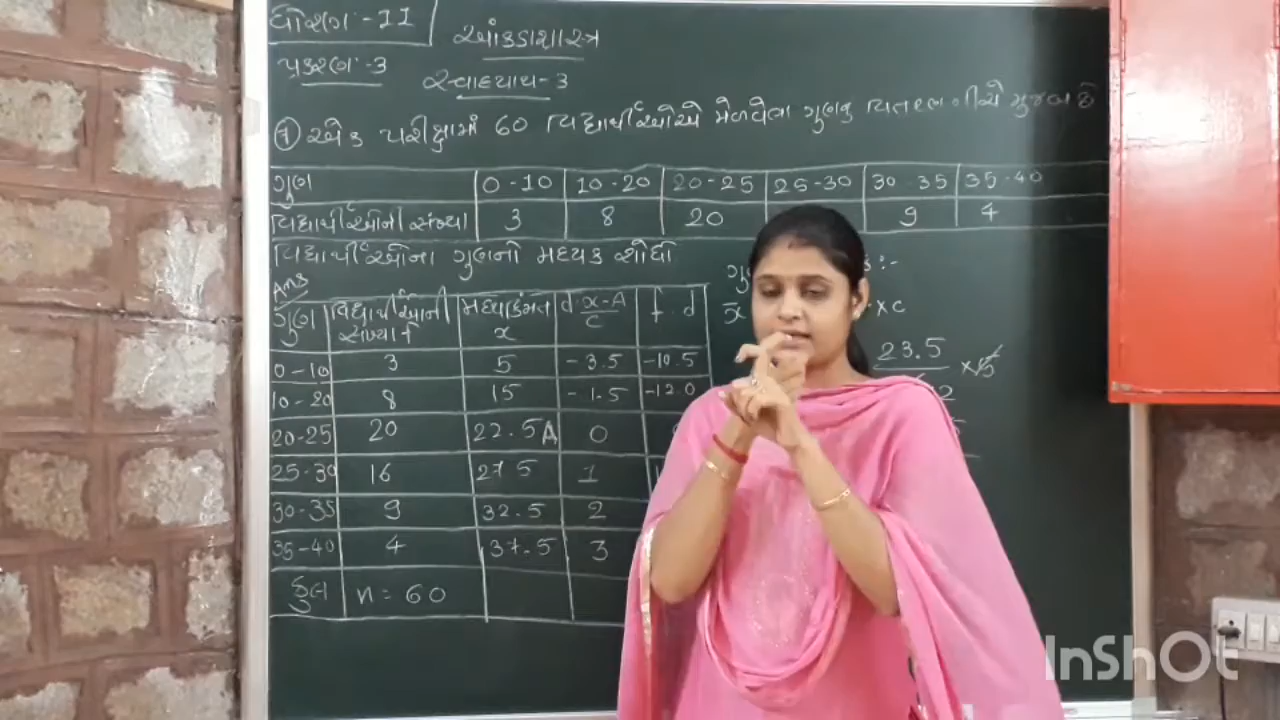 ધોરણ -11
આંકડાશાસ્ત્ર
પ્રકરણ -3
સ્વાધ્યાય - 3
① એક પરીક્ષામાં 60 વિદ્યાર્થીઓએ મેળવેલા ગુણનું વિતરણ નીચે મુજબ છે
ગુણ 0-10 10-20 20-25 25-30 30-35 35-40
વિદ્યાર્થીઓની સંખ્યા 3 8 20 9 4
વિદ્યાર્થીઓના ગુણનો મધ્યક શોધો
Ans
ગુણ વિદ્યાર્થીઓની સંખ્યા f મધ્યકિંમત x d=x-A/c f.d
0-10 3 5 -3.5 -10.5
10-20 8 15 -1.5 -12.0
20-25 20 22.5A 0
25-30 16 27.5 1
30-35 9 32.5 2
35-40 4 37.5 3
કુલ n = 60
:-
x̄ ×c
23.5 ×5
2
InShOt